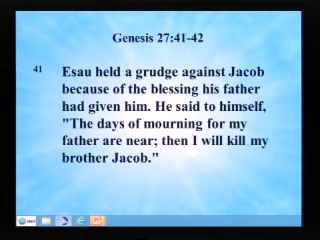 Genesis 27:41-42
41 Esau held a grudge against Jacob
because of the blessing his father
had given him. He said to himself,
"The days of mourning for my
father are near; then I will kill my
brother Jacob."